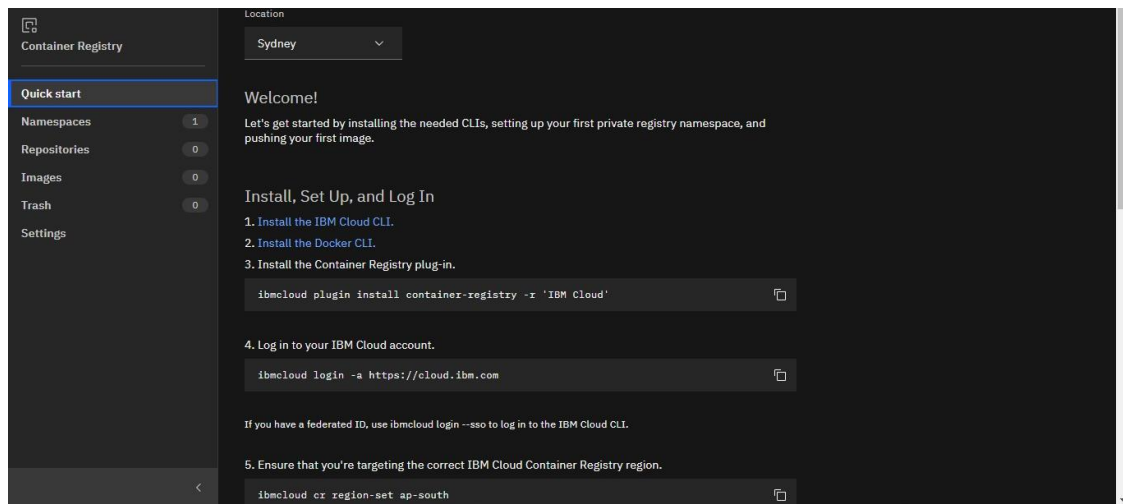 Container Registry
Quick start
Namespaces 1
Repositories 0
Images 0
Trash 0
Settings
Location
Sydney
Welcome!
Let's get started by installing the needed CLIs, setting up your first private registry namespace, and
pushing your first image.
Install, Set Up, and Log In
1. Install the IBM Cloud CLI.
2. Install the Docker CLI.
3. Install the Container Registry plug-in.
ibmcloud plugin install container-registry -r 'IBM Cloud'
4. Log in to your IBM Cloud account.
ibmcloud login -a https://cloud.ibm.com
If you have a federated ID, use ibmcloud login --sso to log in to the IBM Cloud CLI.
5. Ensure that you're targeting the correct IBM Cloud Container Registry region.
ibmcloud cr region-set ap-south